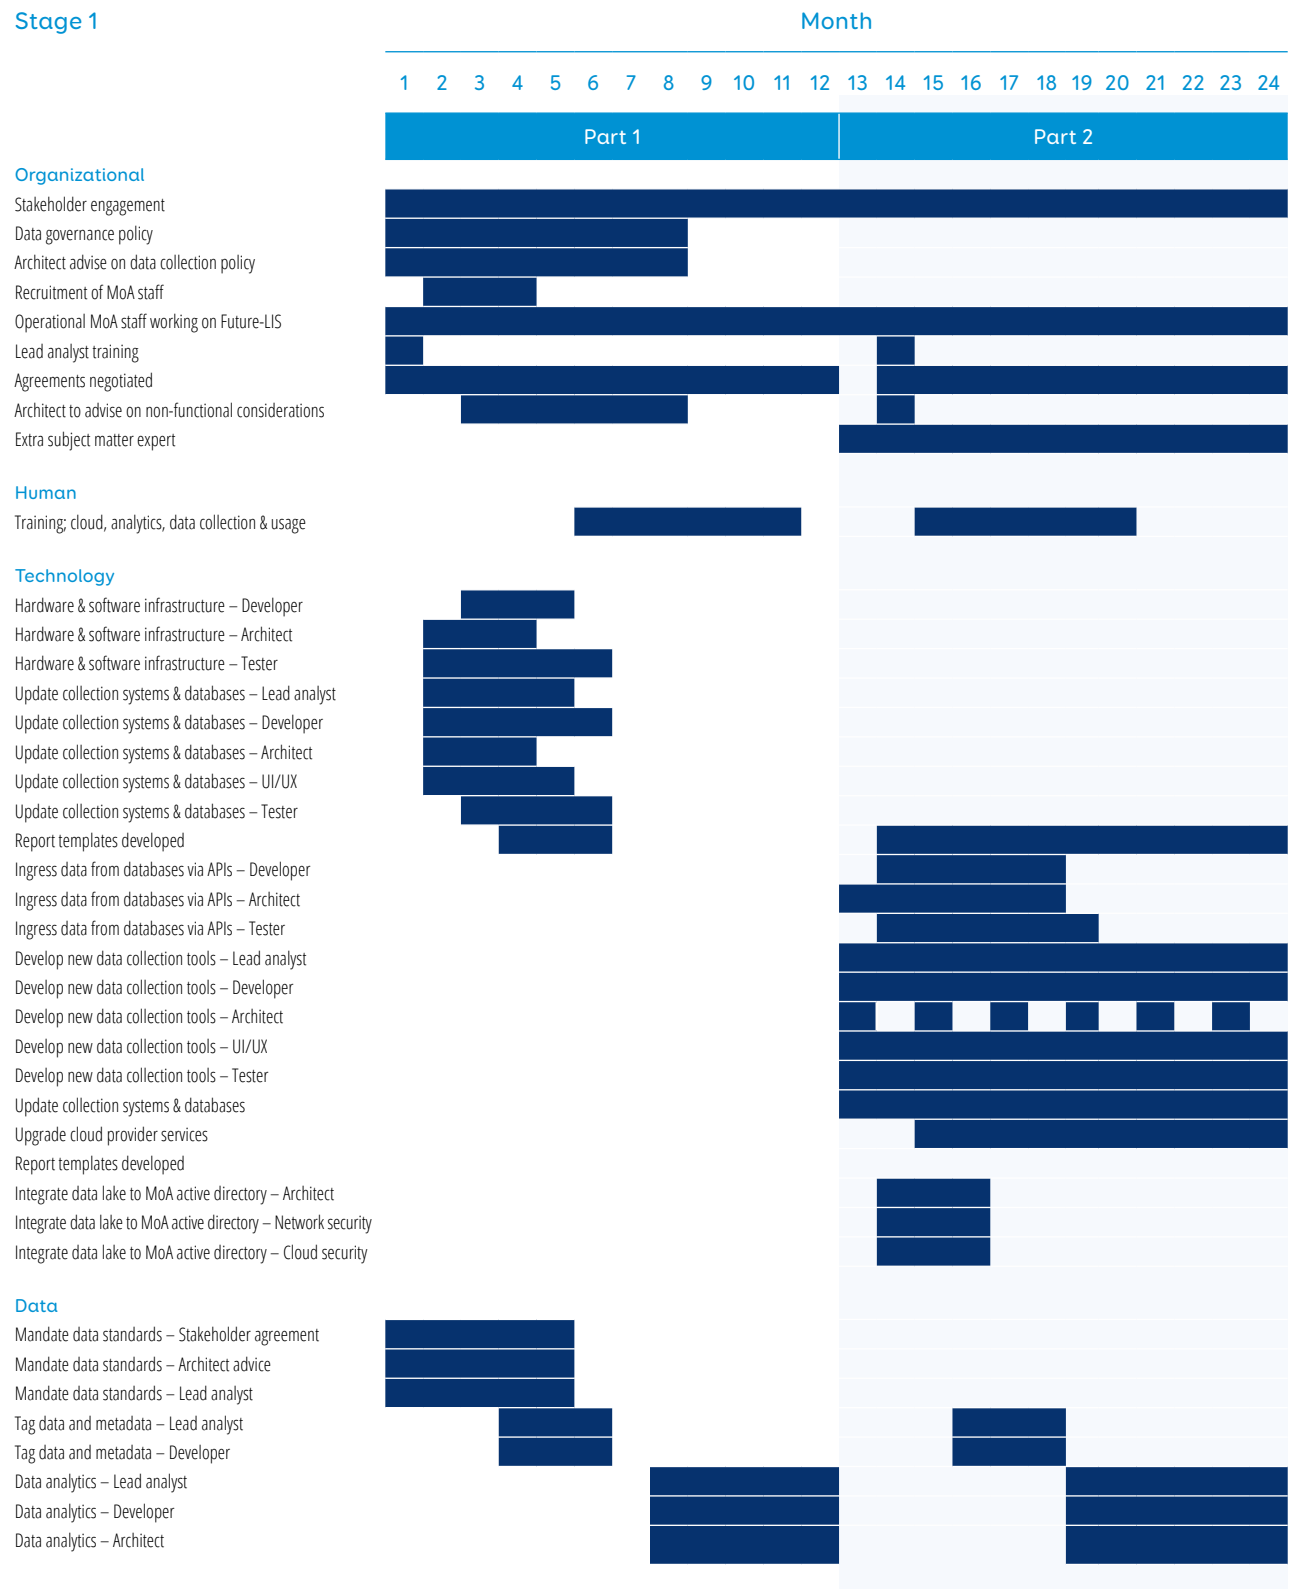 Stage 1 Month
1 2 3 4 5 6 7 8 9 10 11 12 13 14 15 16 17 18 19 20 21 22 23 24
Part 1 Part 2
Organizational
Stakeholder engagement
Data governance policy
Architect advise on data collection policy
Recruitment of MoA staff
Operational MoA staff working on Future-LIS
Lead analyst training
Agreements negotiated
Architect to advise on non-functional considerations
Extra subject matter expert
Human
Training; cloud, analytics, data collection & usage
Technology
Hardware & software infrastructure – Developer
Hardware & software infrastructure – Architect
Hardware & software infrastructure – Tester
Update collection systems & databases – Lead analyst
Update collection systems & databases – Developer
Update collection systems & databases – Architect
Update collection systems & databases – UI/UX
Update collection systems & databases – Tester
Report templates developed
Ingress data from databases via APIs – Developer
Ingress data from databases via APIs – Architect
Ingress data from databases via APIs – Tester
Develop new data collection tools – Lead analyst
Develop new data collection tools – Developer
Develop new data collection tools – Architect
Develop new data collection tools – UI/UX
Develop new data collection tools – Tester
Update collection systems & databases
Upgrade cloud provider services
Report templates developed
Integrate data lake to MoA active directory – Architect
Integrate data lake to MoA active directory – Network security
Integrate data lake to MoA active directory – Cloud security
Data
Mandate data standards – Stakeholder agreement
Mandate data standards – Architect advice
Mandate data standards – Lead analyst
Tag data and metadata – Lead analyst
Tag data and metadata – Developer
Data analytics – Lead analyst
Data analytics – Developer
Data analytics – Architect